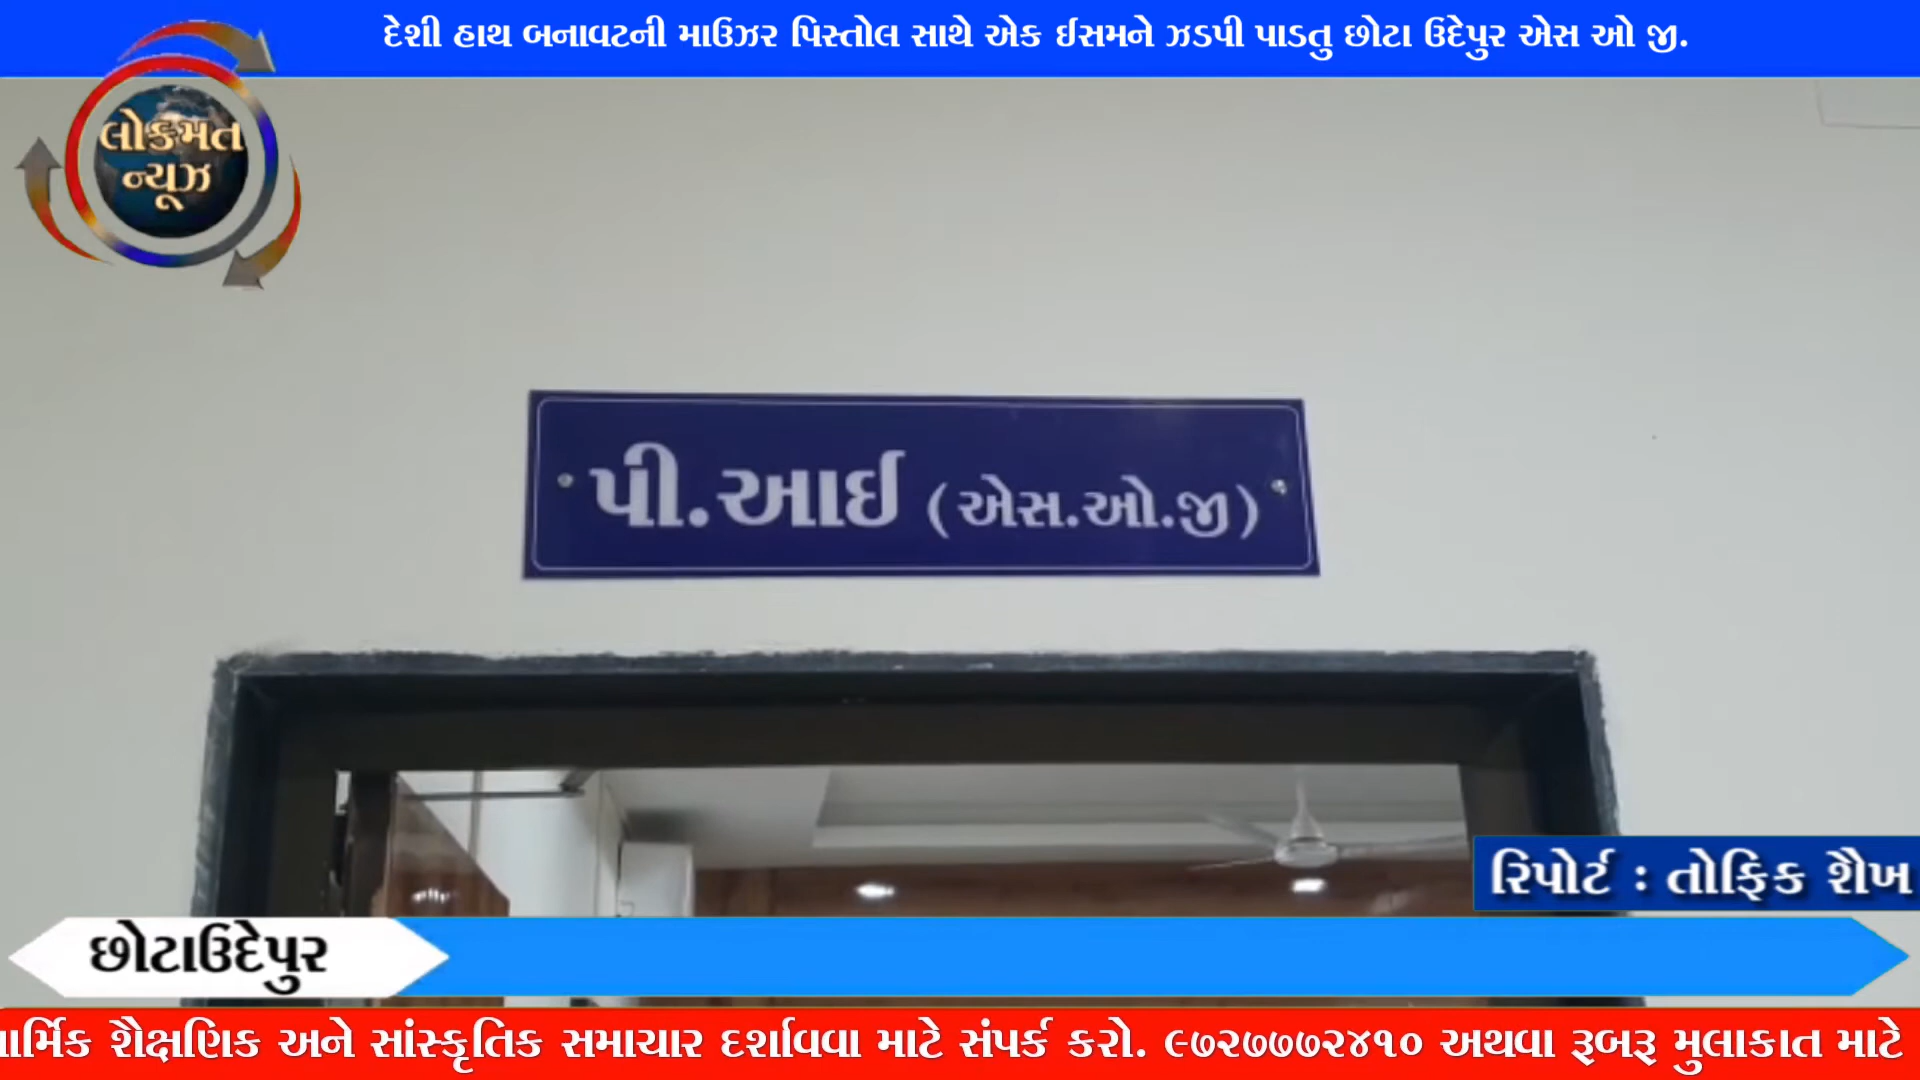 દેશી હાથ બનાવટની માઉઝર પિસ્તોલ સાથે એક ઈસમને ઝડપી પાડતુ છોટા ઉદેપુર એસ ઓ જી.
લોકમત
ન્યૂઝ
પી.આઈ (એસ.ઓ.જી)
રિપોર્ટ : તોફિક શૈખ
છોટાઉદેપુર
શૈક્ષણિક અને સાંસ્કૃતિક સમાચાર દર્શાવવા માટે સંપર્ક કરો. ૯૭૨૭૭૭૨૪૧૦ અથવા રૂબરૂ મુલાકાત માટે